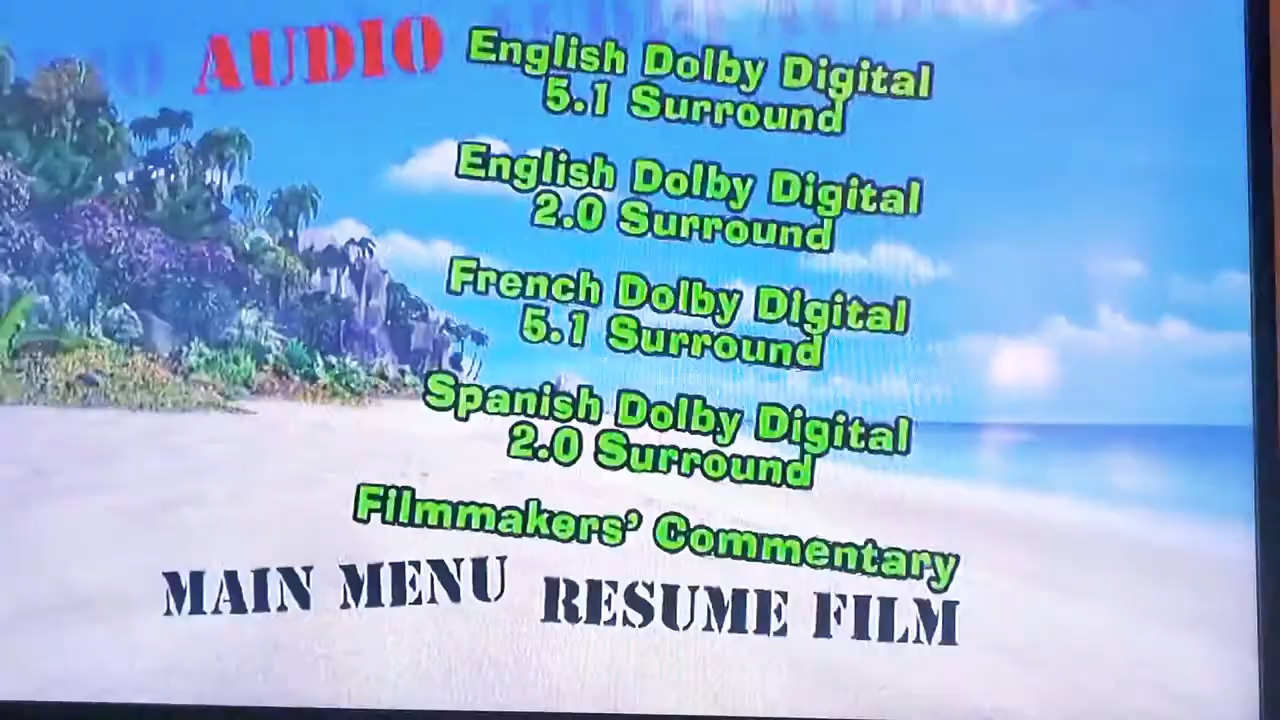 AUDIO
English Dolby Digital
5.1 Surround
English Dolby Digital
2.0 Surround
French Dolby Digital
5.1 Surround
Spanish Dolby Digital
2.0 Surround
Filmmakers' Commentary
MAIN MENU RESUME FILM